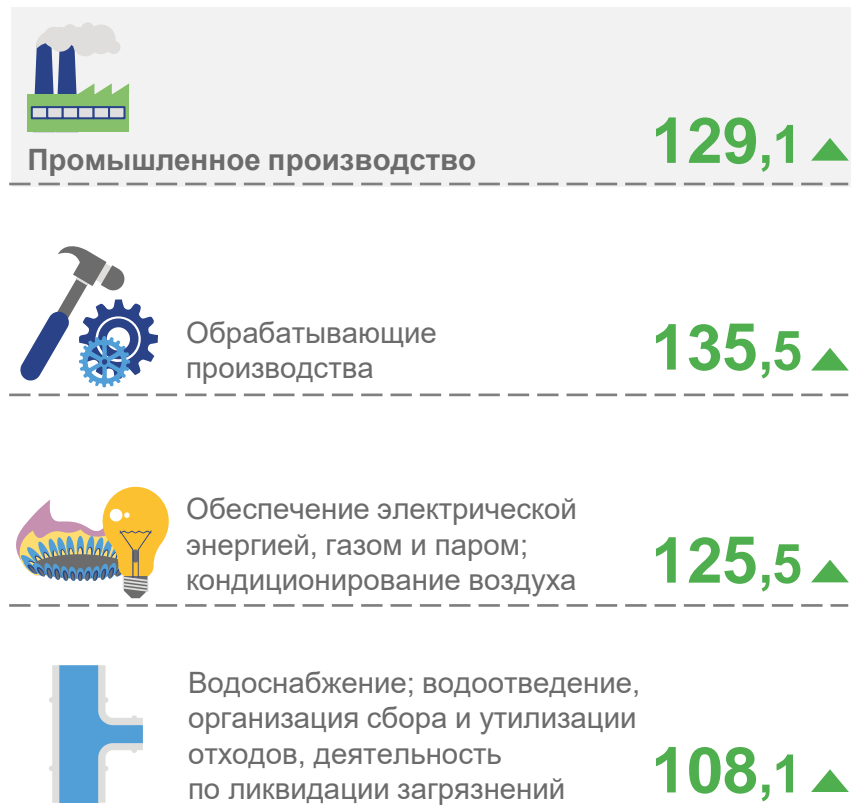 Промышленное производство
129,1
Обрабатывающие
производства
135,5
Обеспечение электрической
энергией, газом и паром;
кондиционирование воздуха
125,5
Водоснабжение; водоотведение,
организация сбора и утилизации
отходов, деятельность
по ликвидации загрязнений
108,1